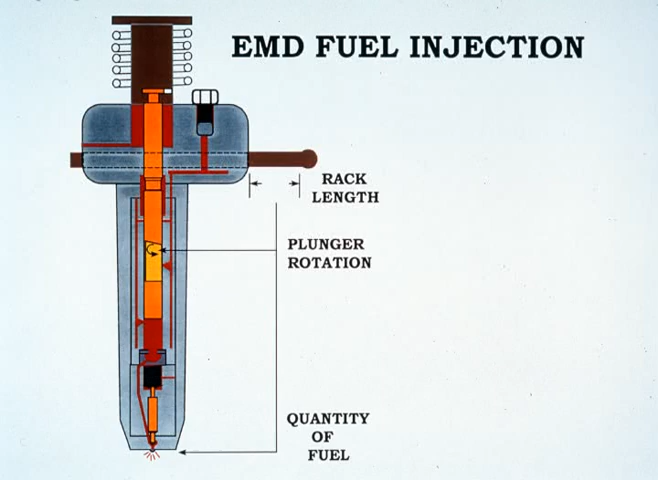 EMD FUEL INJECTION
RACK
LENGTH
PLUNGER
ROTATION
QUANTITY
OF
FUEL